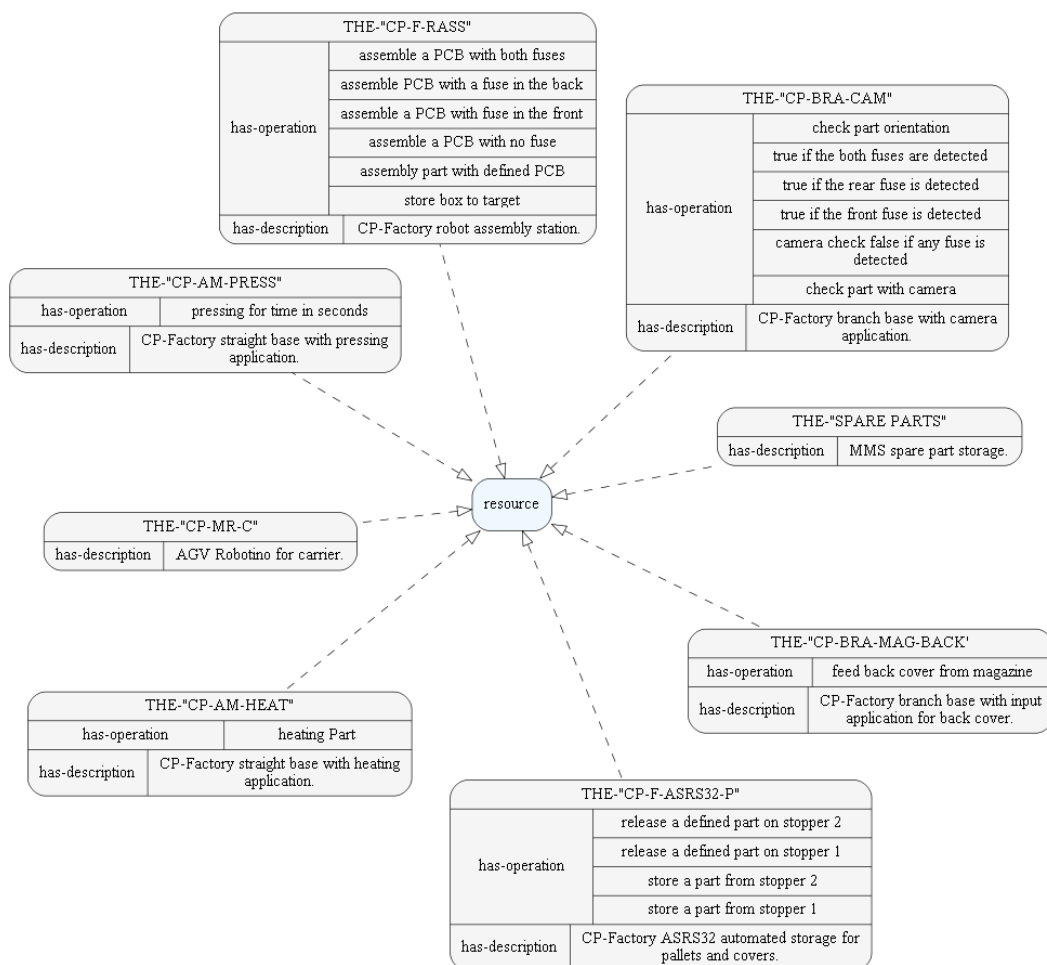 THE-"CP-F-RASS"
has-operation
assemble a PCB with both fuses
assemble PCB with a fuse in the back
assemble a PCB with fuse in the front
assemble a PCB with no fuse
assembly part with defined PCB
store box to target
has-description
CP-Factory robot assembly station.
THE-"CP-BRA-CAM"
has-operation
check part orientation
true if the both fuses are detected
true if the rear fuse is detected
true if the front fuse is detected
camera check false if any fuse is
detected
check part with camera
has-description
CP-Factory branch base with camera
application.
THE-"CP-AM-PRESS"
has-operation
pressing for time in seconds
has-description
CP-Factory straight base with pressing
application.
THE-"SPARE PARTS"
has-description
MMS spare part storage.
resource
THE-"CP-MR-C"
has-description
AGV Robotino for carrier.
THE-"CP-BRA-MAG-BACK'
has-operation
feed back cover from magazine
has-description
CP-Factory branch base with input
application for back cover.
THE-"CP-AM-HEAT"
has-operation
heating Part
has-description
CP-Factory straight base with heating
application.
THE-"CP-F-ASRS32-P"
has-operation
release a defined part on stopper 2
release a defined part on stopper 1
store a part from stopper 2
store a part from stopper 1
has-description
CP-Factory ASRS32 automated storage for
pallets and covers.